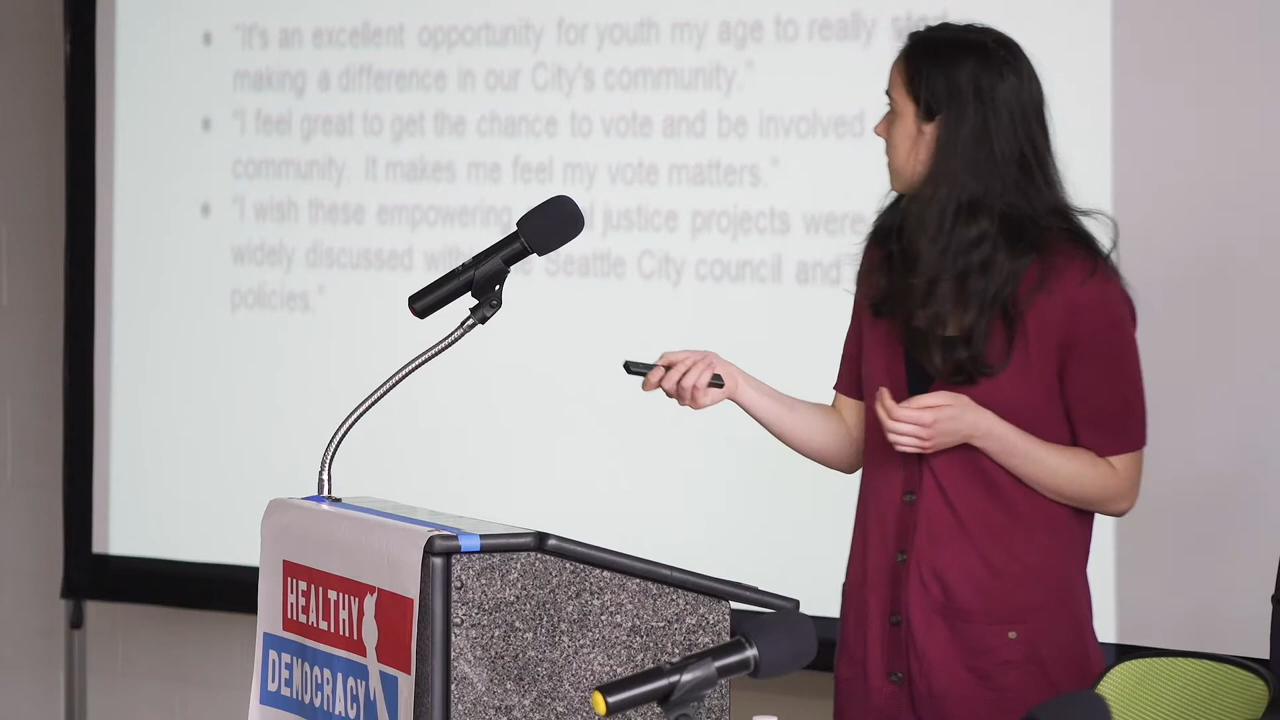 • "It's an excellent opportunity for youth my age to really start
making a difference in our City's community."
• "I feel great to get the chance to vote and be involved
community. It makes me feel my vote matters."
• "I wish these empowering justice projects were
widely discussed Seattle City council and
policies."
HEALTHY
DEMOCRACY